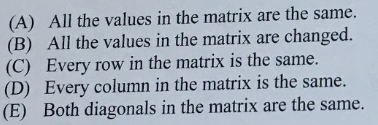 (A) All the values in the matrix are the same.
(B) All the values in the matrix are changed.
(C) Every row in the matrix is the same.
(D) Every column in the matrix is the same.
(E) Both diagonals in the matrix are the same.